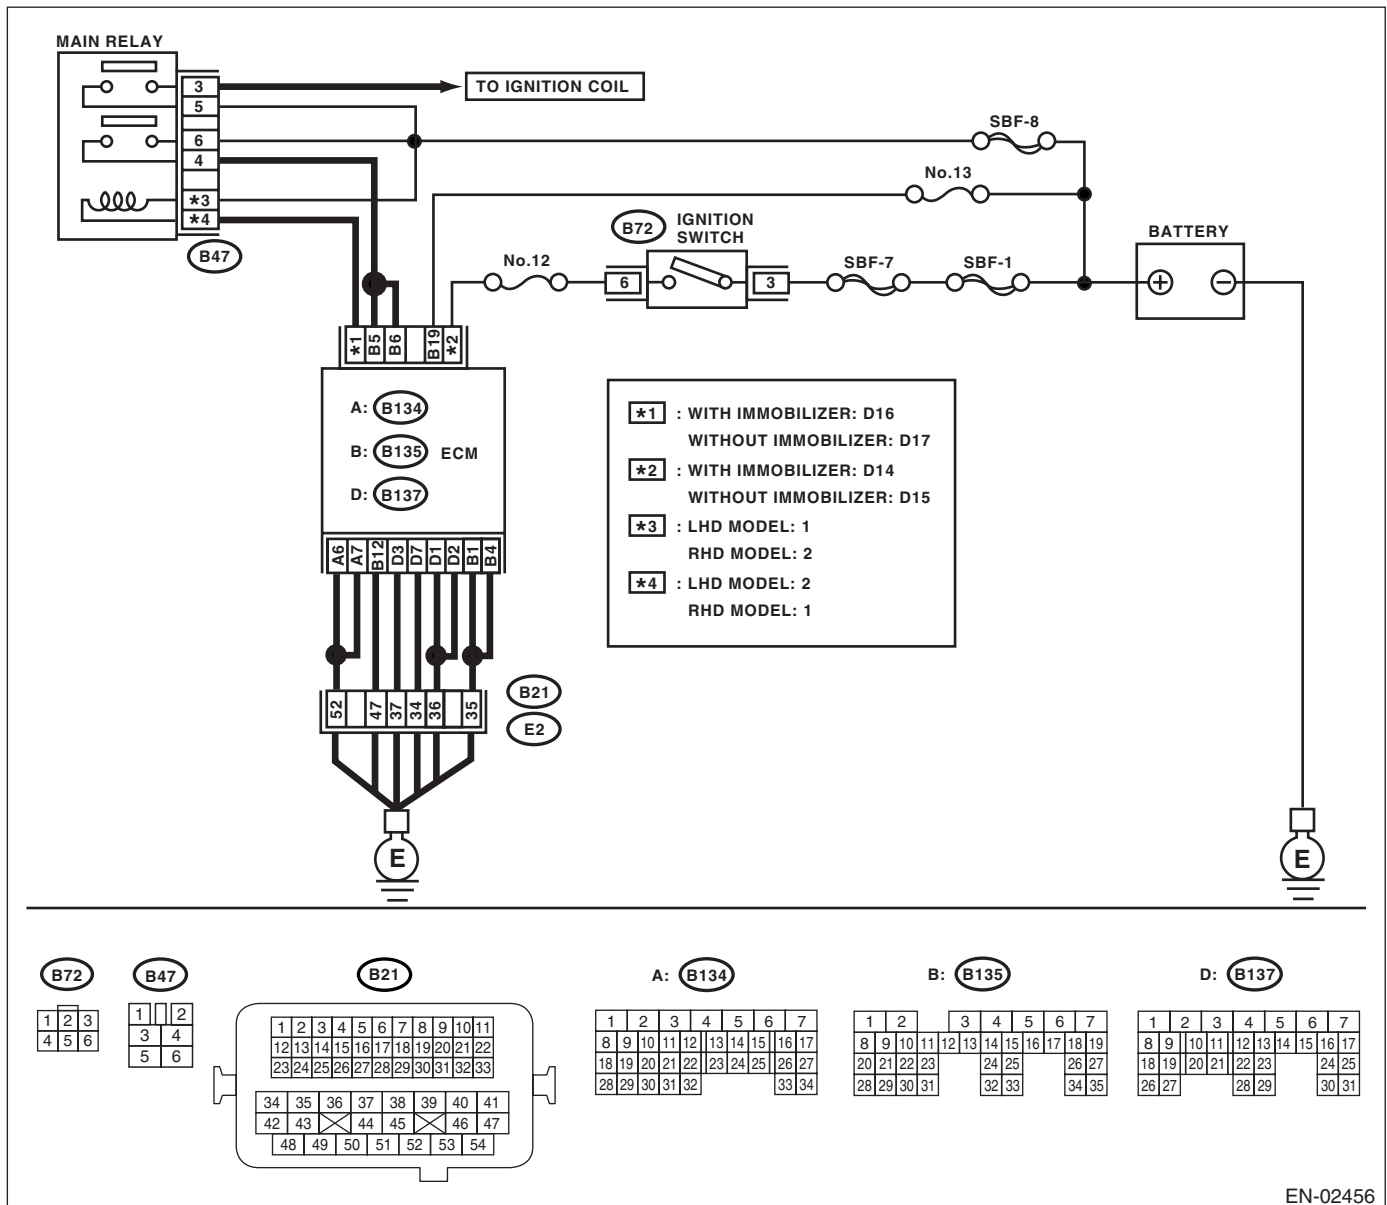 MAIN RELAY
3
TO IGNITION COIL
5
6
4
*3
*4
B47
SBF-8
No.13
B72
IGNITION
SWITCH
BATTERY
No.12
6
3
SBF-7
SBF-1
+
−
*1
B5
B6
B19
*2
A: B134
B: B135
ECM
D: B137
*1 : WITH IMMOBILIZER: D16
WITHOUT IMMOBILIZER: D17
*2 : WITH IMMOBILIZER: D14
WITHOUT IMMOBILIZER: D15
*3 : LHD MODEL: 1
RHD MODEL: 2
*4 : LHD MODEL: 2
RHD MODEL: 1
A6 A7 B12 D3 D7 D1 D2 B1 B4
52 47 37 34 36 35
B21
E2
E
E
B72
1 2 3
4 5 6
B47
1 2
3 4
5 6
B21
1 2 3 4 5 6 7 8 9 10 11
12 13 14 15 16 17 18 19 20 21 22
23 24 25 26 27 28 29 30 31 32 33
34 35 36 37 38 39 40 41
42 43 44 45 46 47
48 49 50 51 52 53 54
A: B134
1 2 3 4 5 6 7
8 9 10 11 12 13 14 15 16 17
18 19 20 21 22 23 24 25 26 27
28 29 30 31 32 33 34
B: B135
1 2 3 4 5 6 7
8 9 10 11 12 13 14 15 16 17 18 19
20 21 22 23 24 25 26 27
28 29 30 31 32 33 34 35
D: B137
1 2 3 4 5 6 7
8 9 10 11 12 13 14 15 16 17
18 19 20 21 22 23 24 25
26 27 28 29 30 31
EN-02456